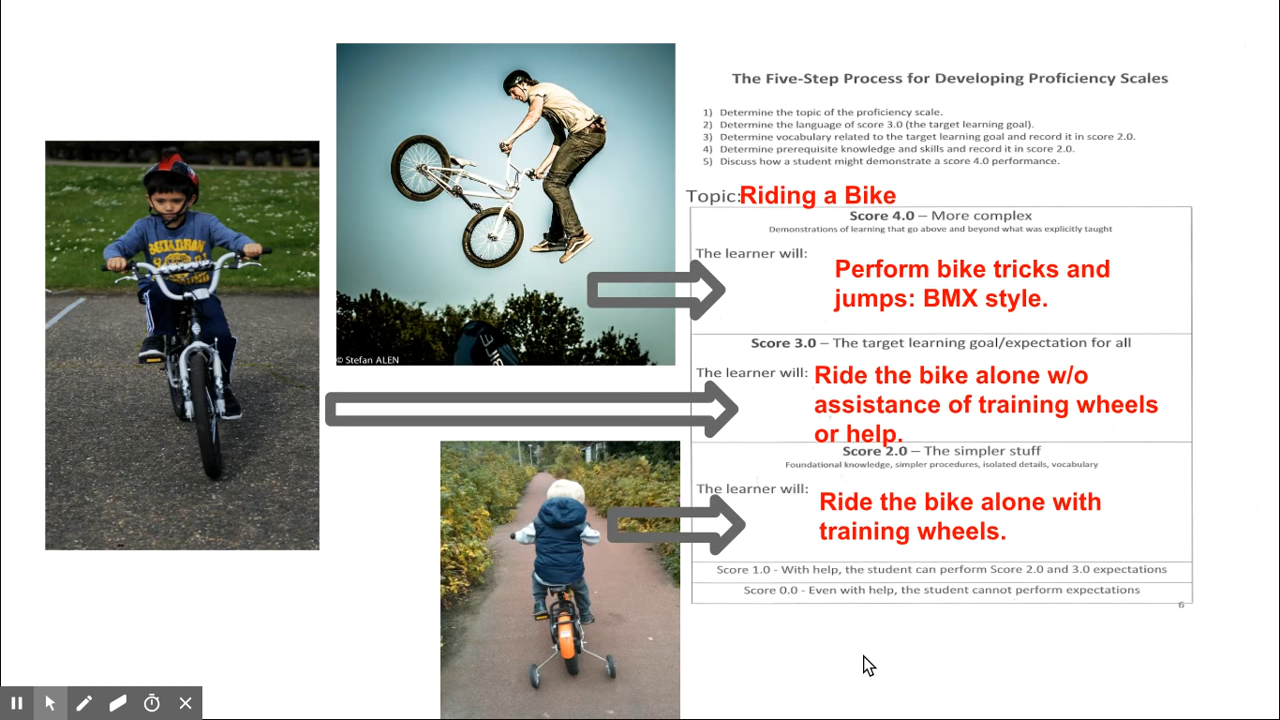 The Five-Step Process for Developing Proficiency Scales
1) Determine the topic of the proficiency scale.
2) Determine the language of score 3.0 (the target learning goal).
3) Determine vocabulary related to the target learning goal and record it in score 2.0.
4) Determine prerequisite knowledge and skills and record it in score 2.0.
5) Discuss how a student might demonstrate a score 4.0 performance.
Topic:Riding a Bike
Score 4.0 – More complex
Demonstrations of learning that go above and beyond what was explicitly taught
The learner will:
Perform bike tricks and
jumps: BMX style.
Score 3.0 – The target learning goal/expectation for all
The learner will:
Ride the bike alone w/o
assistance of training wheels
or help.
Score 2.0 – The simpler stuff
Foundational knowledge, simpler procedures, isolated details, vocabulary
The learner will:
Ride the bike alone with
training wheels.
Score 1.0 - With help, the student can perform Score 2.0 and 3.0 expectations
Score 0.0 - Even with help, the student cannot perform expectations
6
© Stefan ALEN
SQUADRON